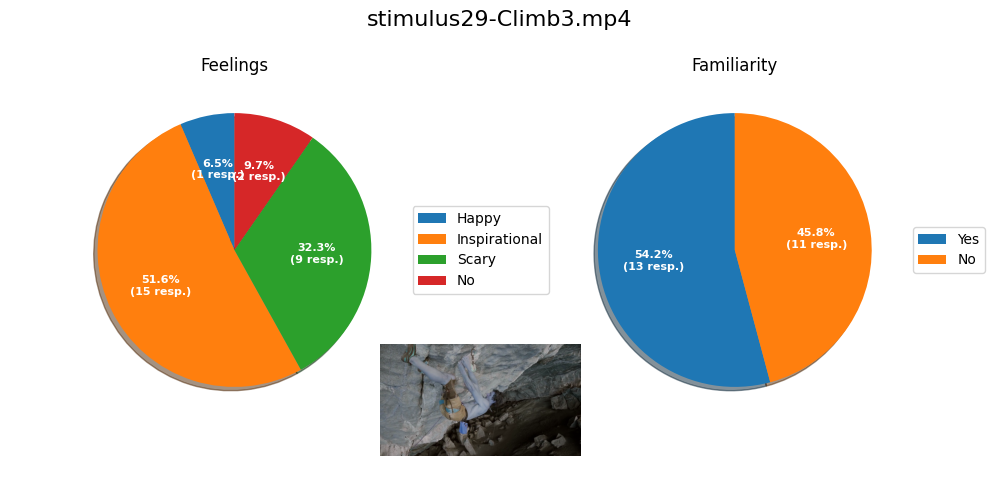 stimulus29-Climb3.mp4
Feelings
Familiarity
6.5%
(1 resp.)
9.7%
(2 resp.)
32.3%
(9 resp.)
51.6%
(15 resp.)
Happy
Inspirational
Scary
No
54.2%
(13 resp.)
45.8%
(11 resp.)
Yes
No